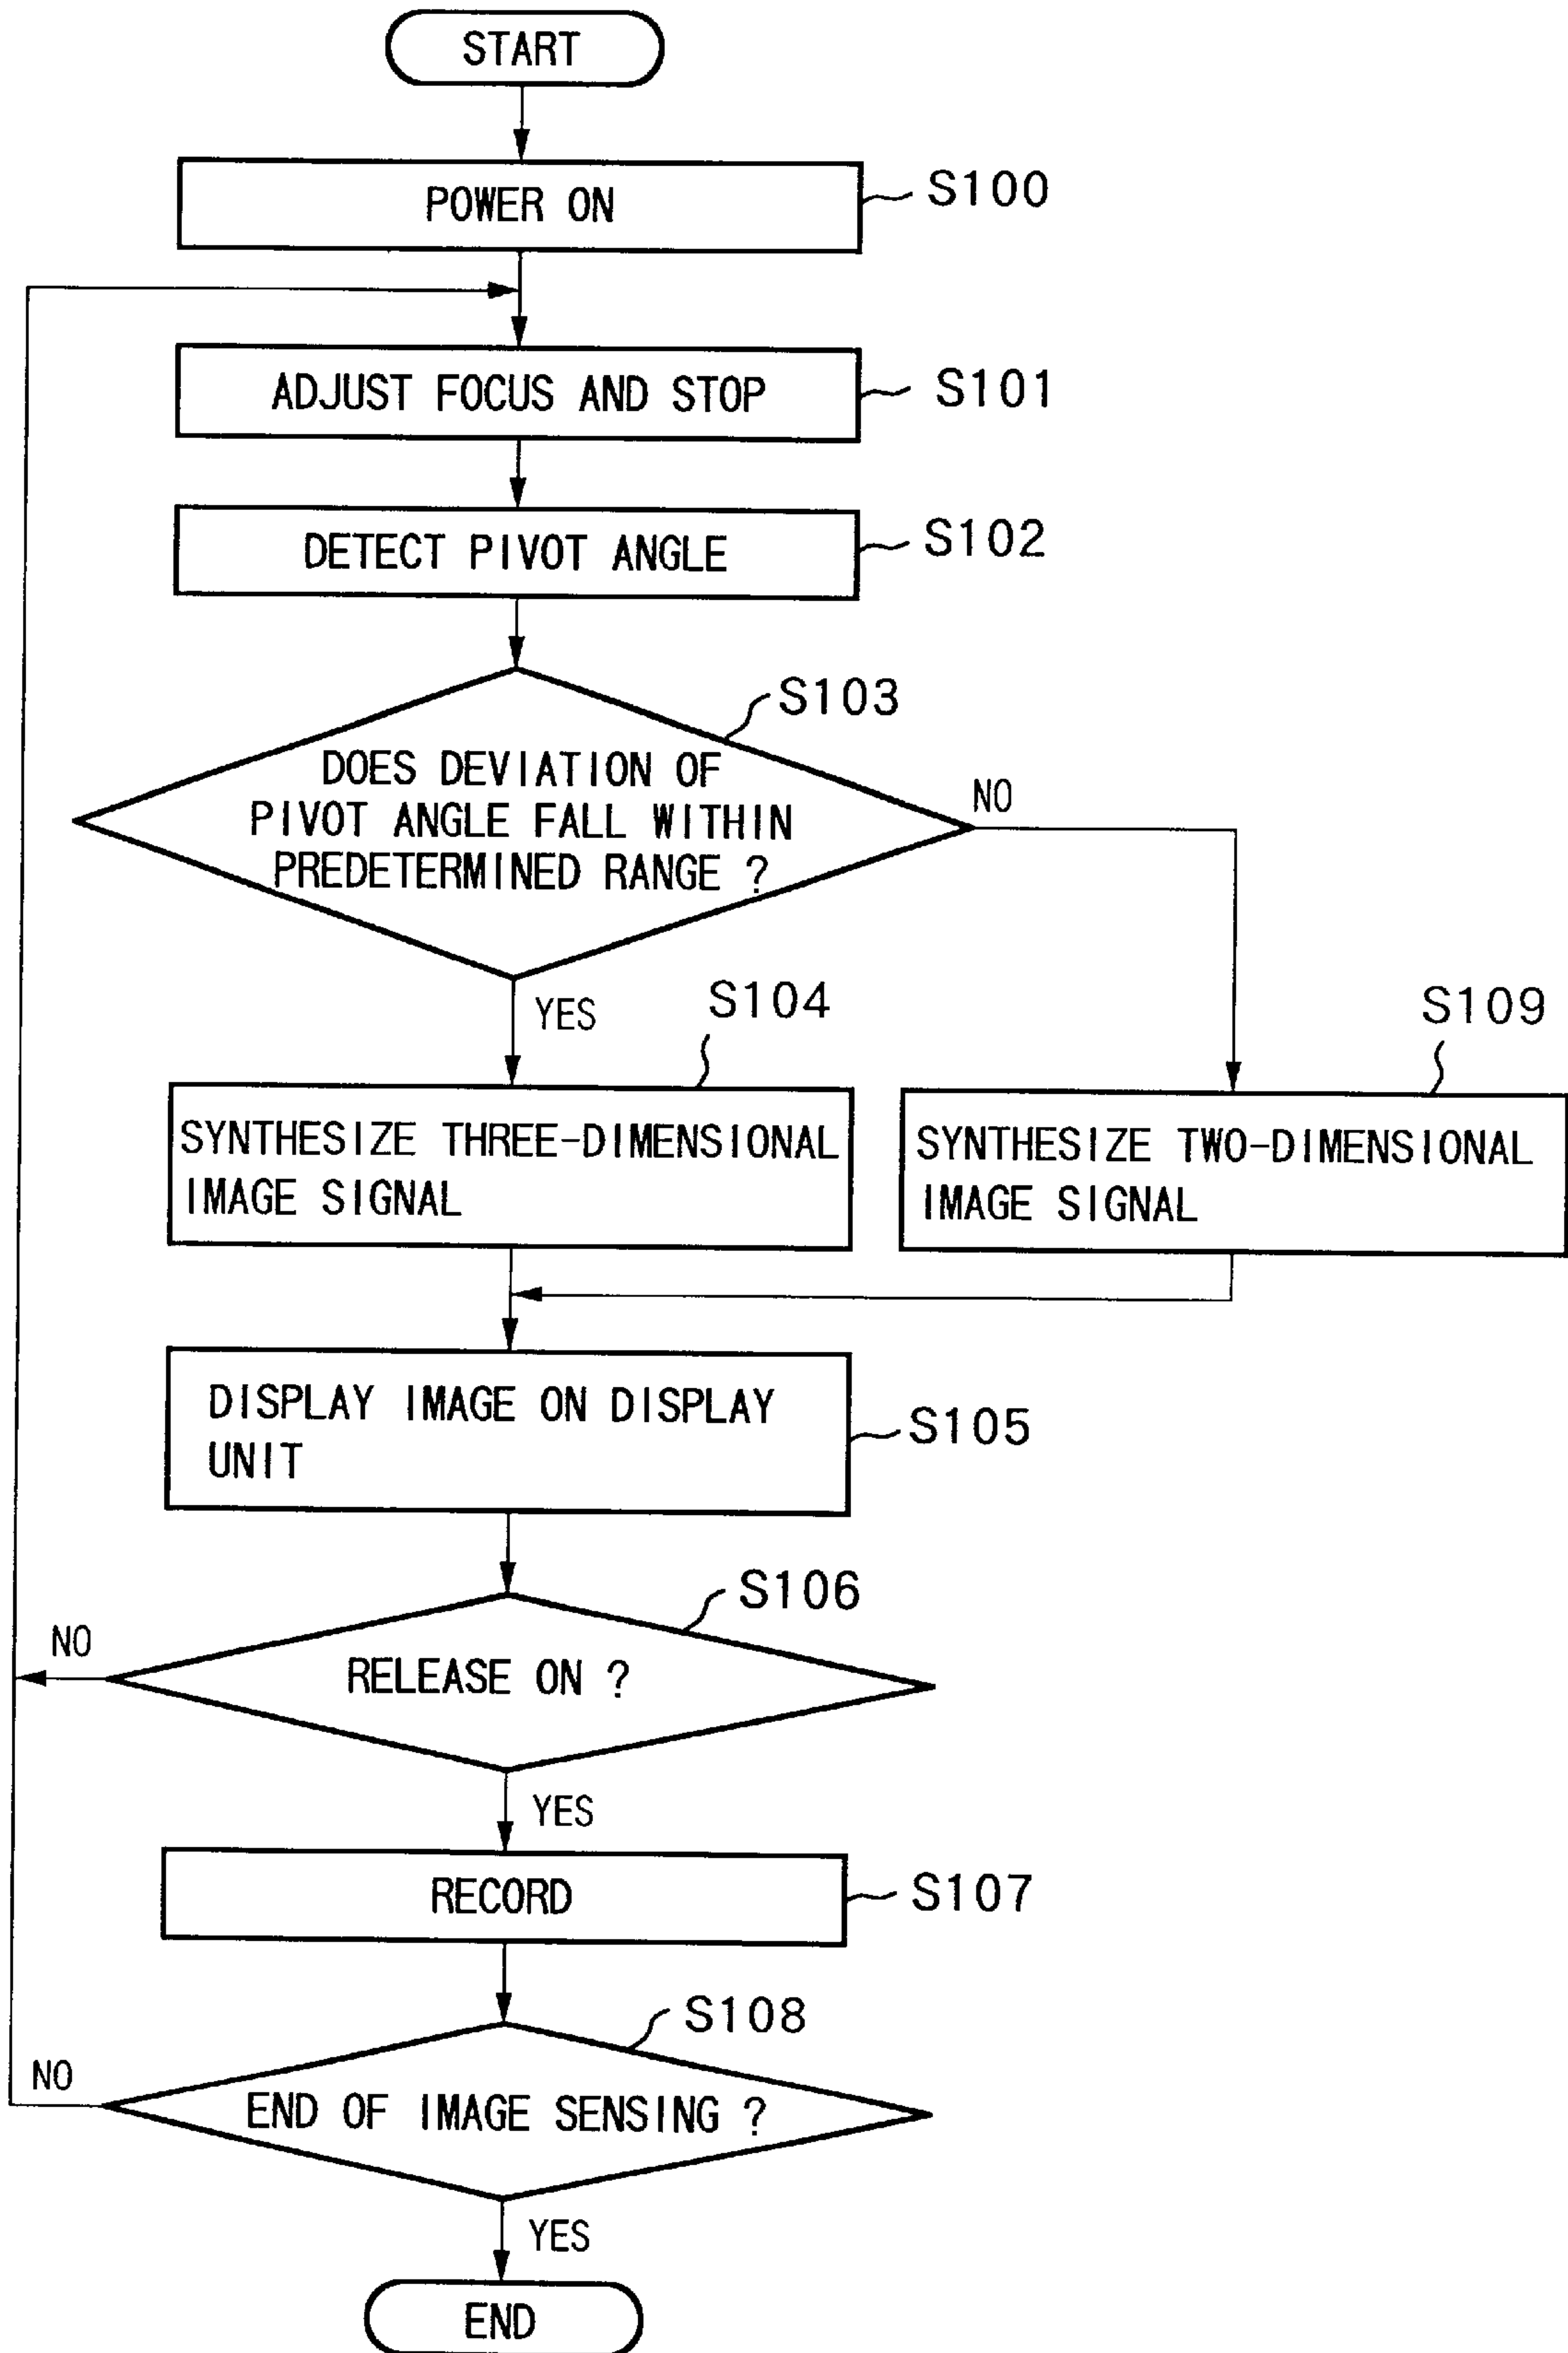 START
POWER ON
S100
ADJUST FOCUS AND STOP
S101
DETECT PIVOT ANGLE
S102
S103
DOES DEVIATION OF
PIVOT ANGLE FALL WITHIN
PREDETERMINED RANGE ?
NO
YES
S104
S109
SYNTHESIZE THREE-DIMENSIONAL
IMAGE SIGNAL
SYNTHESIZE TWO-DIMENSIONAL
IMAGE SIGNAL
DISPLAY IMAGE ON DISPLAY
UNIT
S105
S106
NO
RELEASE ON ?
YES
RECORD
S107
S108
NO
END OF IMAGE SENSING ?
YES
END